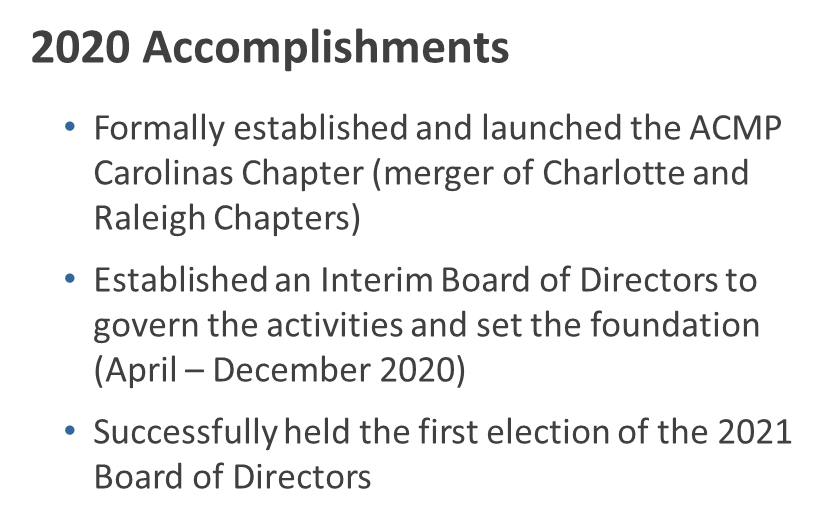 2020 Accomplishments
• Formally established and launched the ACMP
Carolinas Chapter (merger of Charlotte and
Raleigh Chapters)
• Established an Interim Board of Directors to
govern the activities and set the foundation
(April – December 2020)
• Successfully held the first election of the 2021
Board of Directors